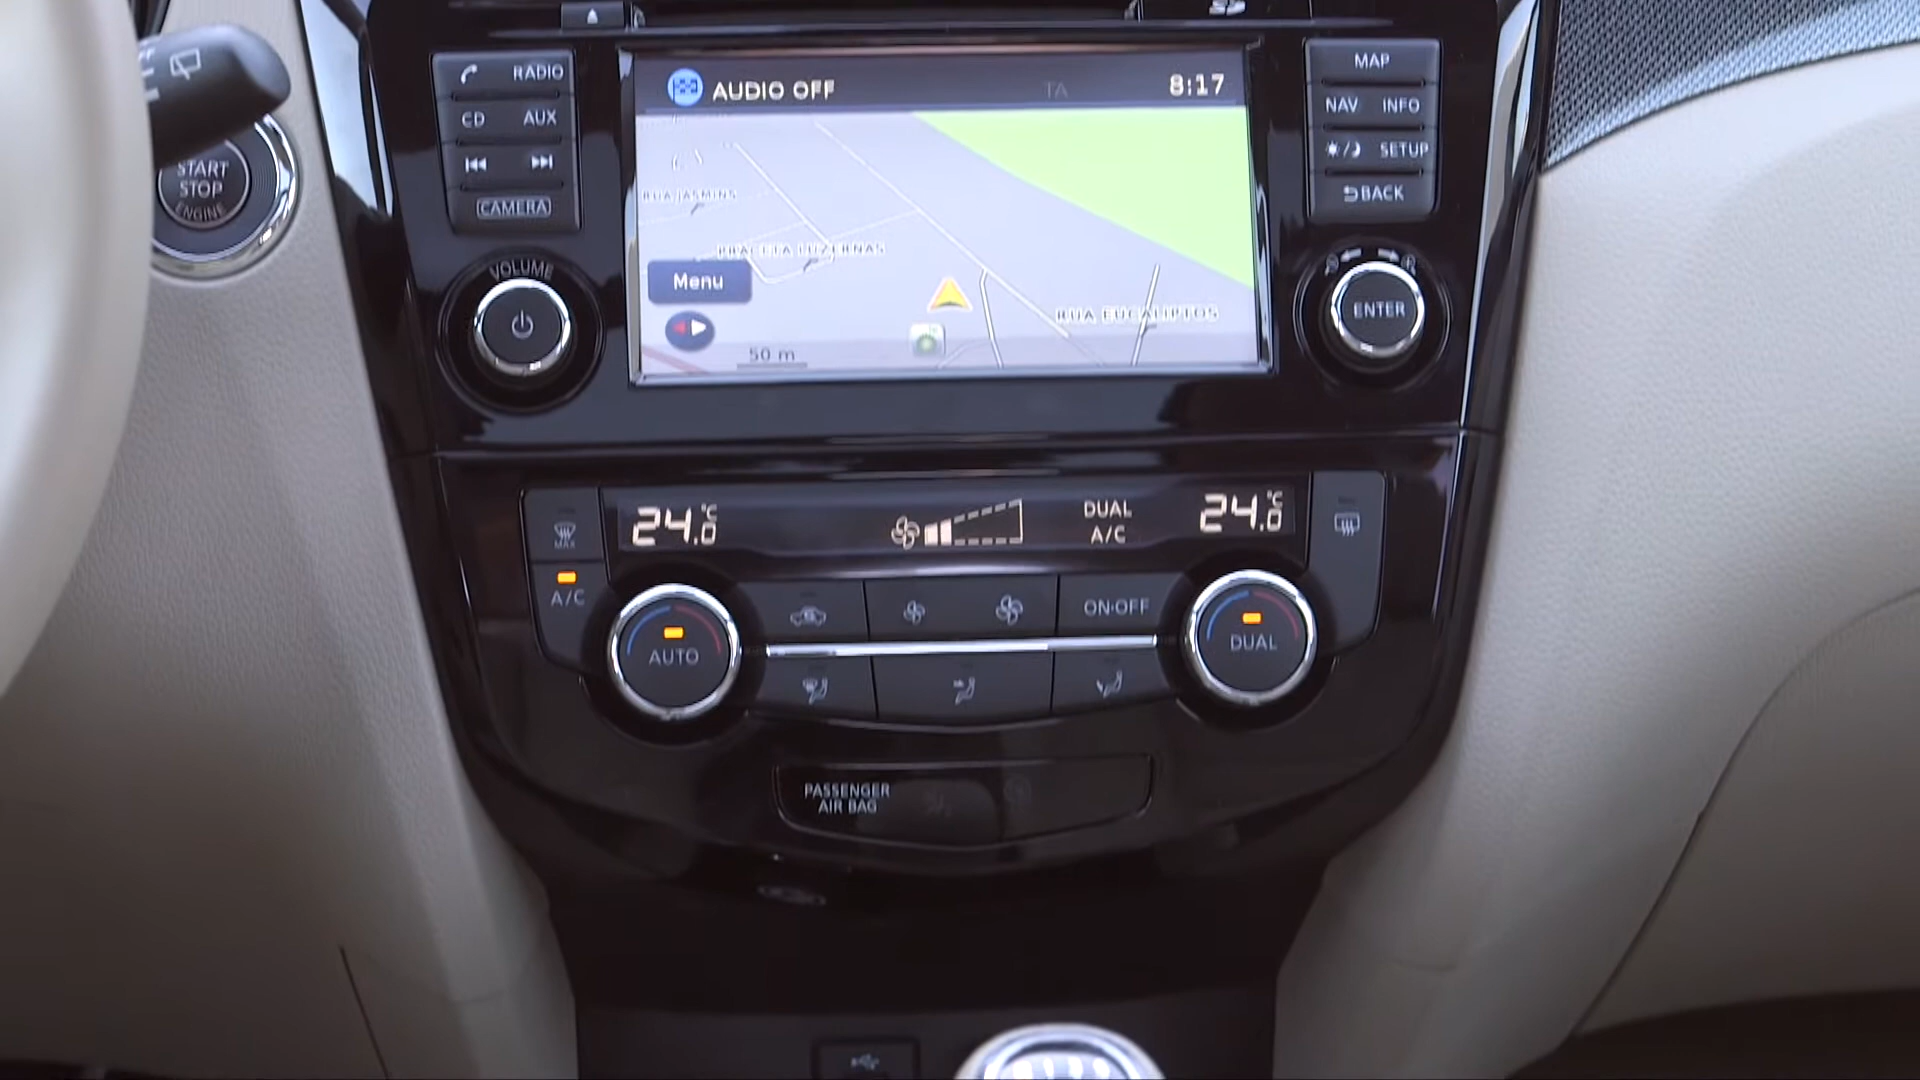 RADIO
CD AUX
CAMERA
VOLUME
START
STOP
ENGINE
AUDIO OFF TA 8:17
RUA JASMINS
PRACETA LUZERNAS
Menu
RUA EUCALIPTOS
50 m
MAP
NAV INFO
SETUP
BACK
ENTER
24.0°C DUAL A/C 24.0°C
MAX
A/C
AUTO
ON·OFF
DUAL
PASSENGER
AIR BAG